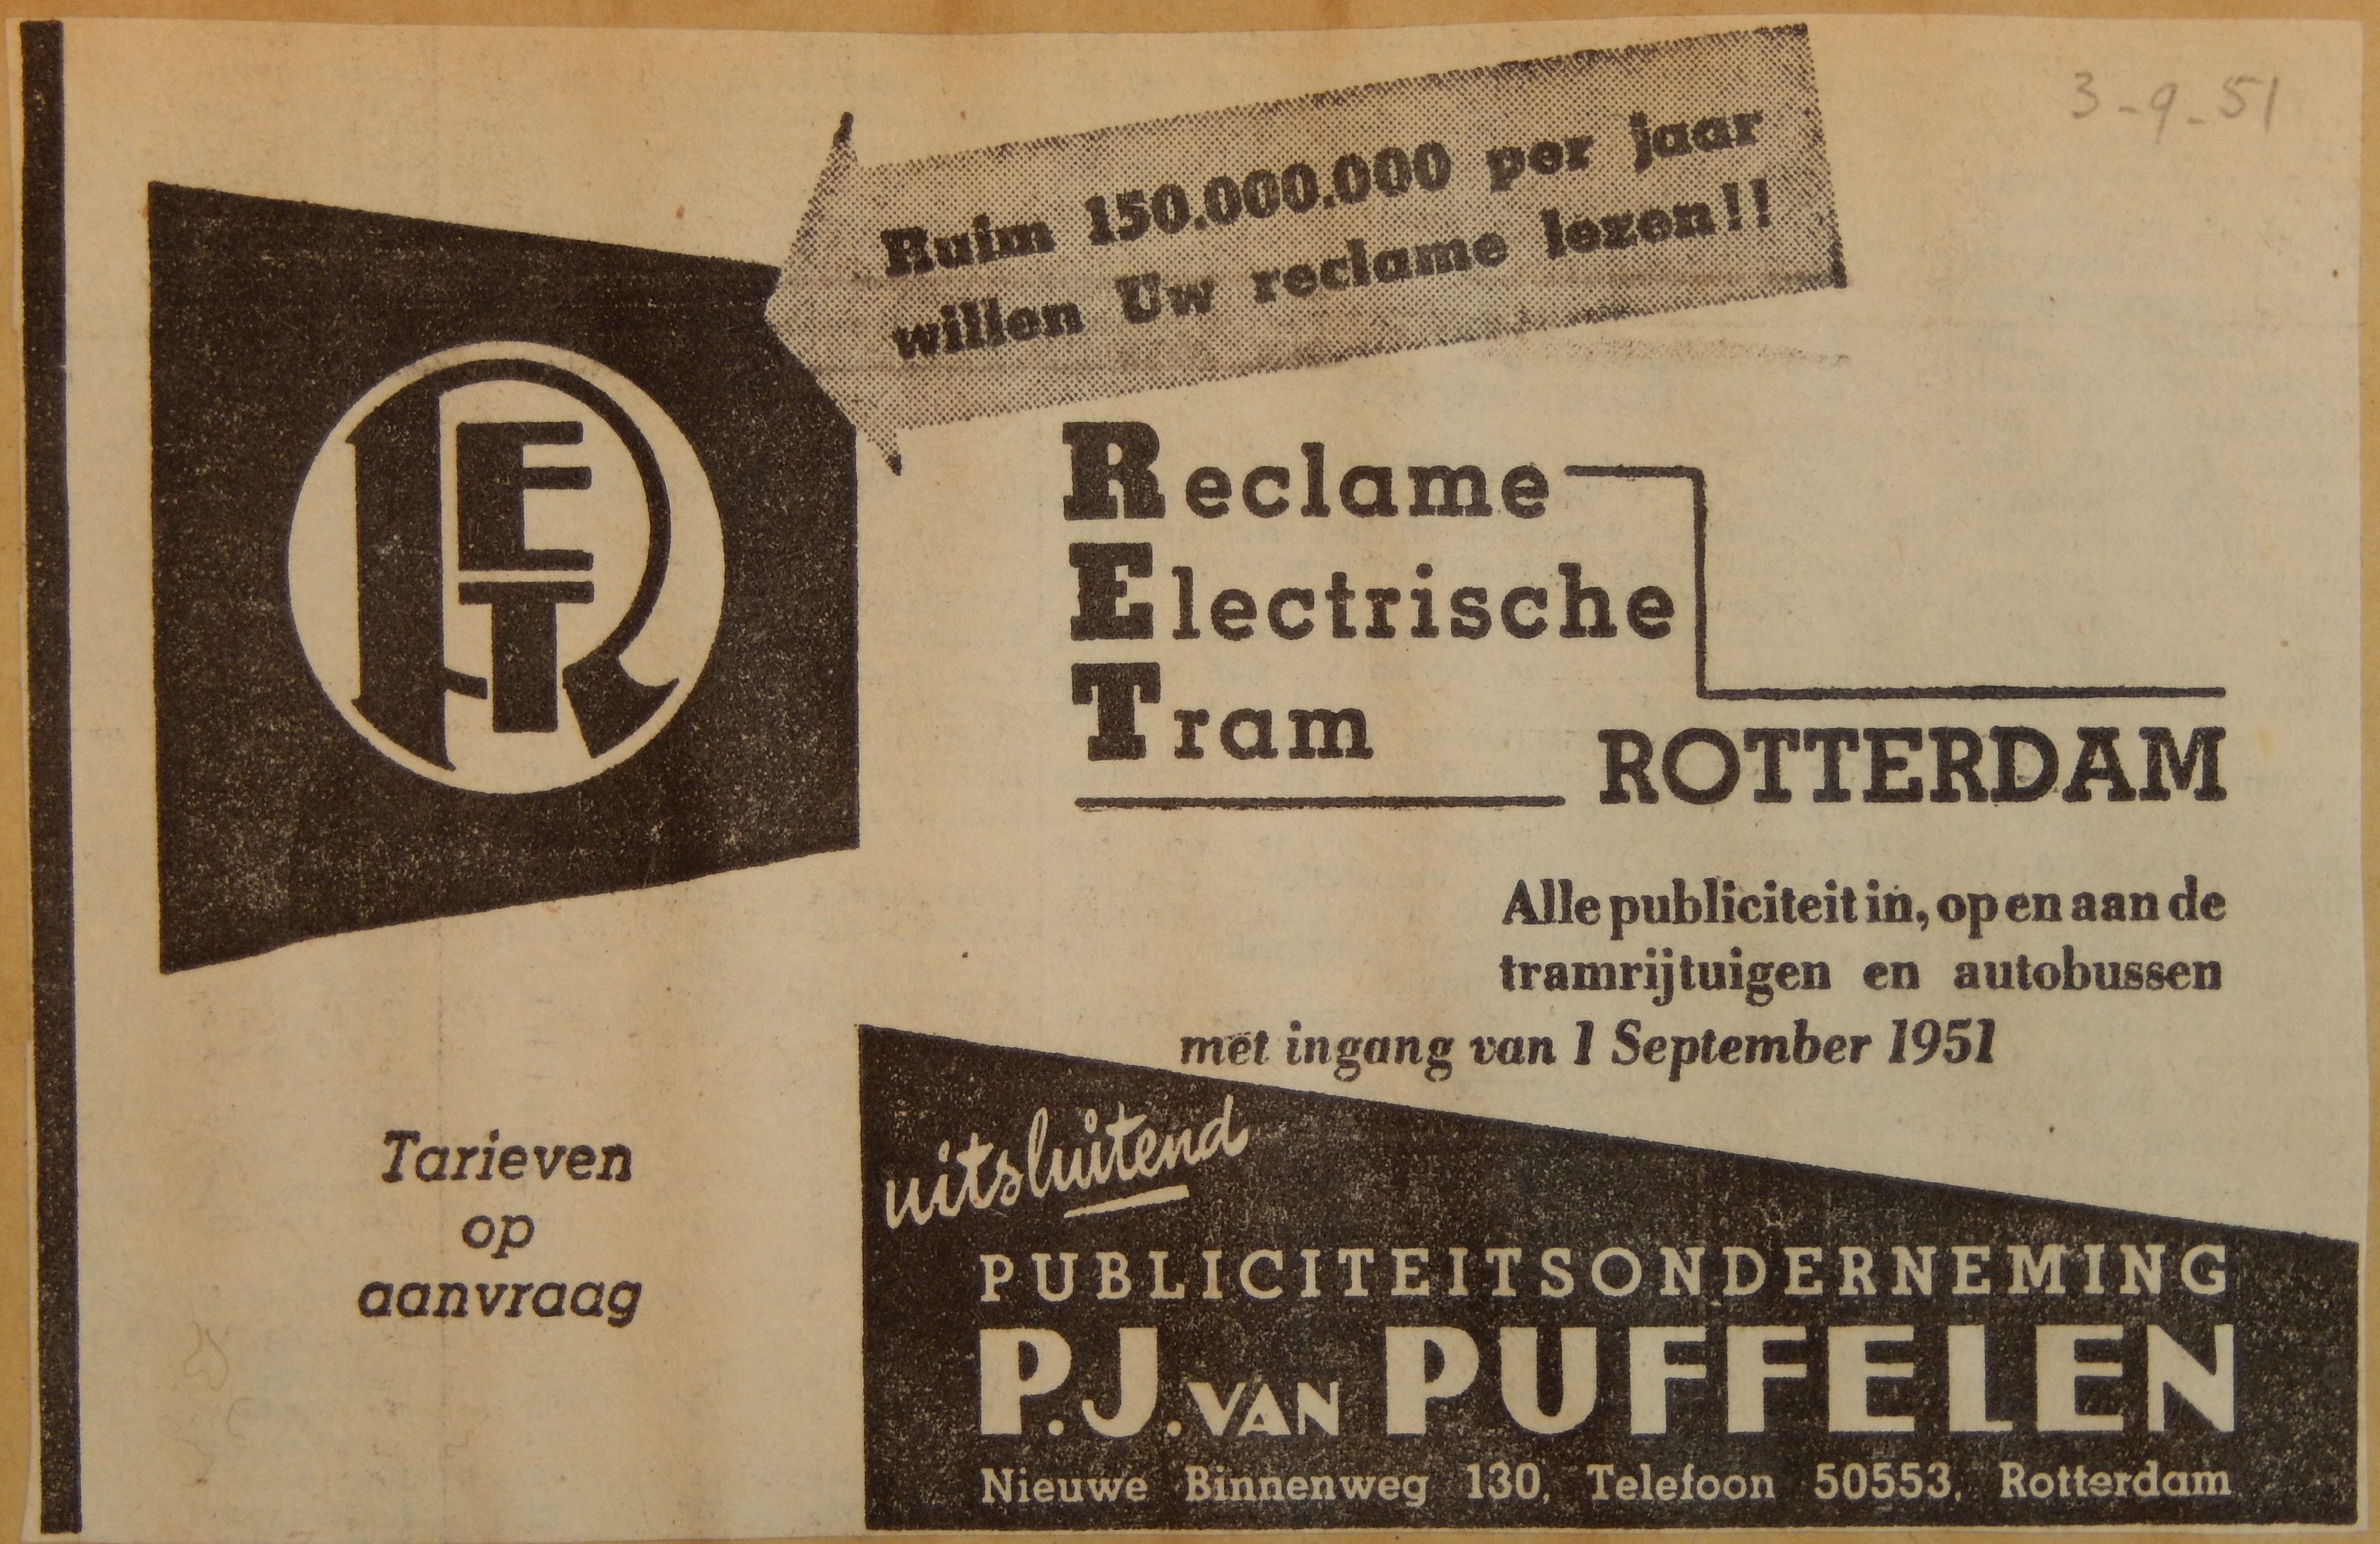 3-9-51
Ruim 150.000.000 per jaar
willen Uw reclame lezen!!
RET
Reclame
Electrische
Tram
ROTTERDAM
Alle publiciteit in, op en aan de
tramrijtuigen en autobussen
met ingang van 1 September 1951
Tarieven
op
aanvraag
uitsluitend
PUBLICITEITSONDERNEMING
P.J. VAN PUFFELEN
Nieuwe Binnenweg 130, Telefoon 50553, Rotterdam